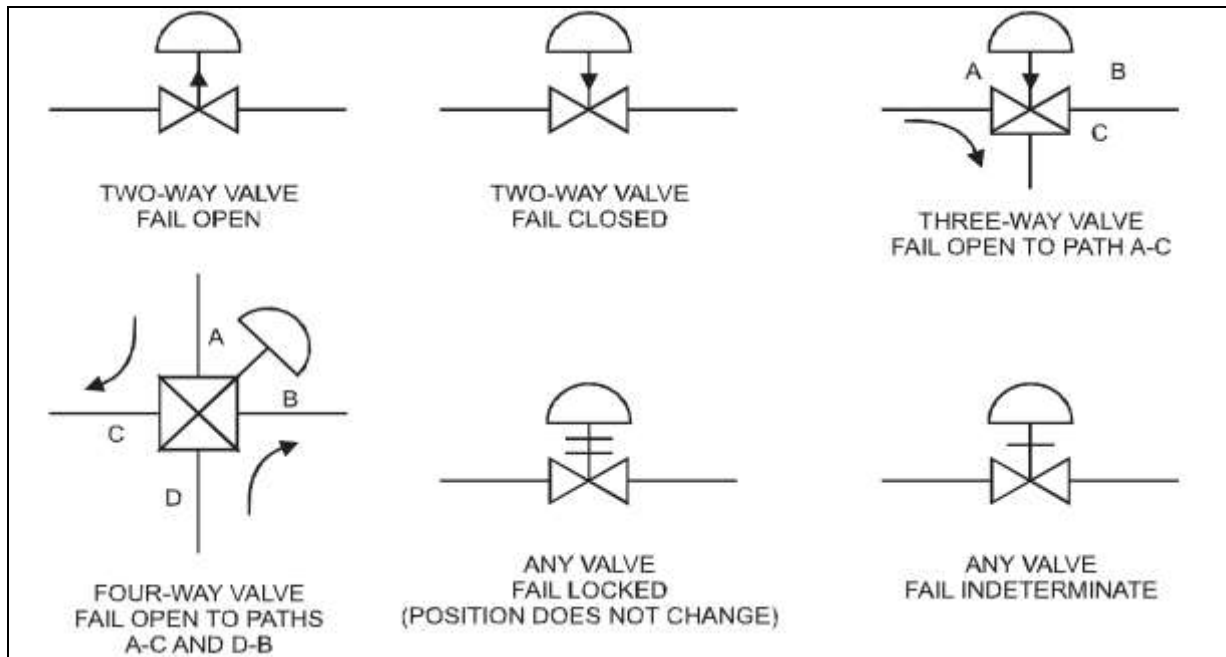 TWO-WAY VALVE
FAIL OPEN
TWO-WAY VALVE
FAIL CLOSED
A
B
C
THREE-WAY VALVE
FAIL OPEN TO PATH A-C
A
B
C
D
FOUR-WAY VALVE
FAIL OPEN TO PATHS
A-C AND D-B
ANY VALVE
FAIL LOCKED
(POSITION DOES NOT CHANGE)
ANY VALVE
FAIL INDETERMINATE